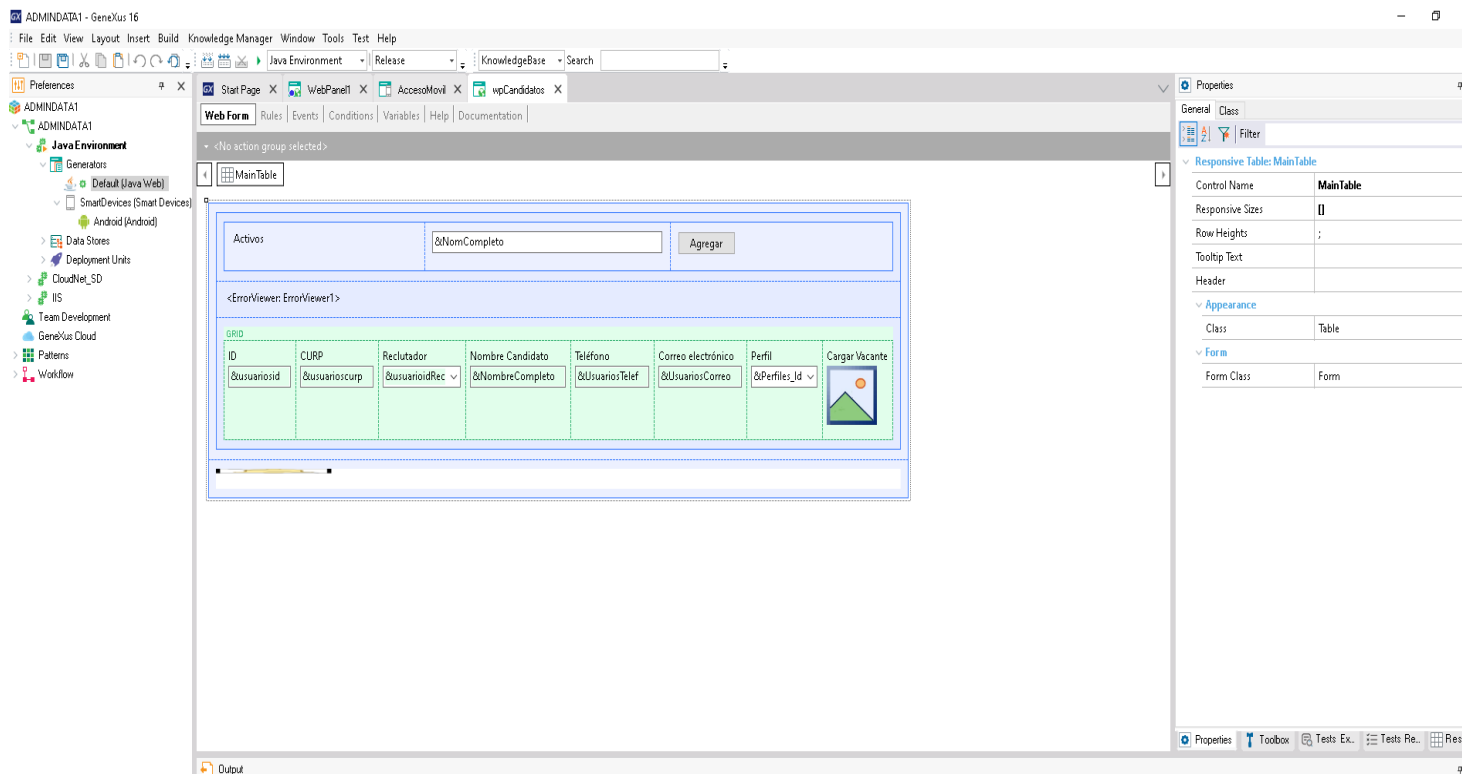 ADMINDATA1 - GeneXus 16
File Edit View Layout Insert Build Knowledge Manager Window Tools Test Help
Java Environment Release KnowledgeBase Search
Preferences
ADMINDATA1
ADMINDATA1
Java Environment
Generators
Default (Java Web)
SmartDevices (Smart Devices)
Android (Android)
Data Stores
Deployment Units
CloudNet_SD
IIS
Team Development
GeneXus Cloud
Patterns
Workflow
Start Page WebPanel1 AccesoMovil wpCandidatos
Web Form Rules Events Conditions Variables Help Documentation
<No action group selected>
MainTable
Activos &NomCompleto Agregar
<ErrorViewer: ErrorViewer1>
GRID
ID CURP Reclutador Nombre Candidato Teléfono Correo electrónico Perfil Cargar Vacante
&usuariosid &usuarioscurp &usuarioidRec &NombreCompleto &UsuariosTelef &UsuariosCorreo &Perfiles_Id
Properties
General Class
Filter
Responsive Table: MainTable
Control Name MainTable
Responsive Sizes []
Row Heights ;
Tooltip Text
Header
Appearance
Class Table
Form
Form Class Form
Properties Toolbox Tests Ex... Tests Re... Res
Output